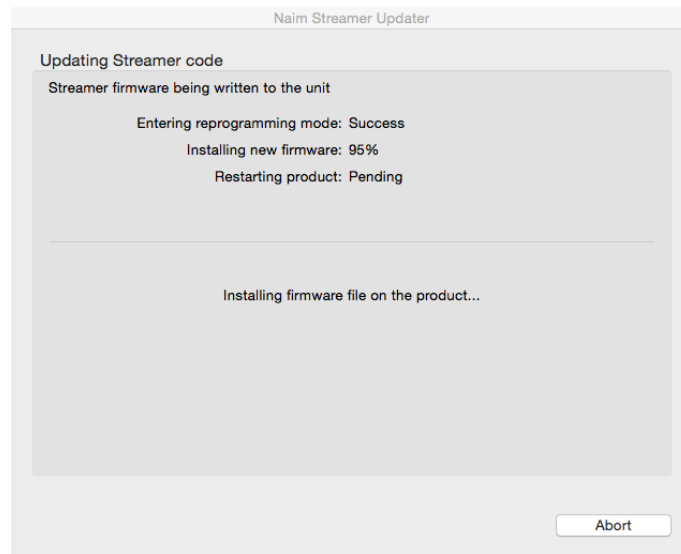 Naim Streamer Updater
Updating Streamer code
Streamer firmware being written to the unit
Entering reprogramming mode: Success
Installing new firmware: 95%
Restarting product: Pending
Installing firmware file on the product...
Abort